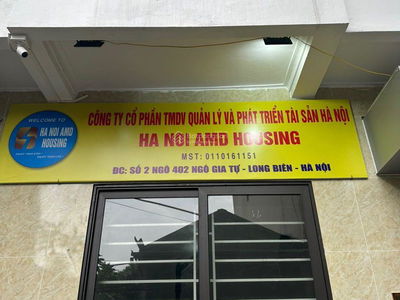 WELCOME TO
HA NOI AMD
HOUSING
CÔNG TY CỔ PHẦN TMDV QUẢN LÝ VÀ PHÁT TRIỂN TÀI SẢN HÀ NỘI
HA NOI AMD HOUSING
MST: 0110161151
ĐC: SỐ 2 NGÕ 402 NGÔ GIA TỰ - LONG BIÊN - HÀ NỘI